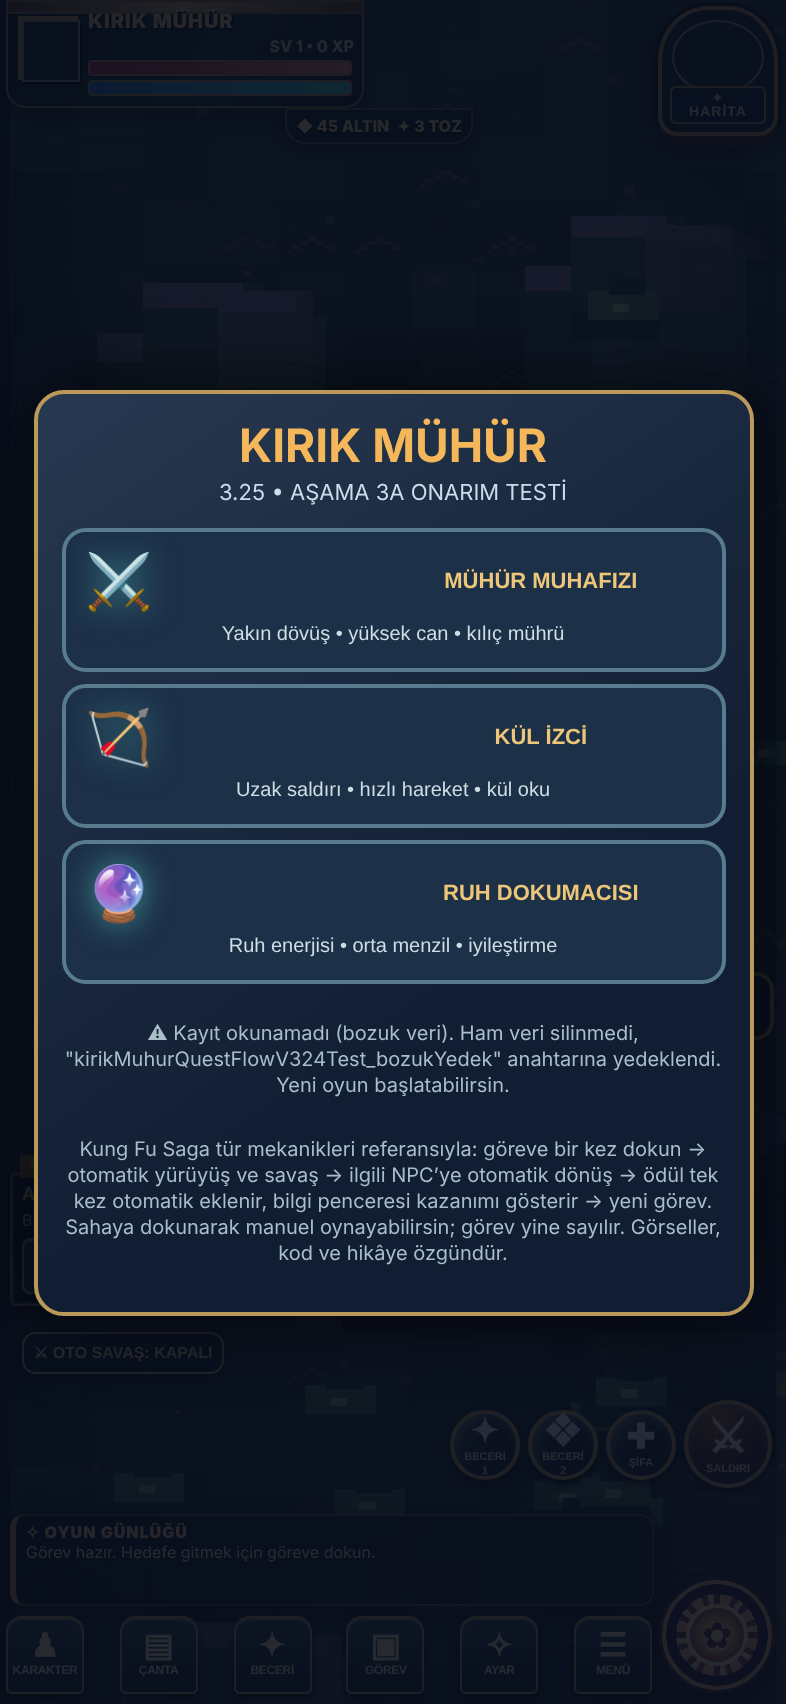 KIRIK MÜHÜR
SV 1 • 0 XP
◆ 45 ALTIN ✦ 3 TOZ
✦
HARİTA
KIRIK MÜHÜR
3.25 • AŞAMA 3A ONARIM TESTİ
MÜHÜR MUHAFIZI
Yakın dövüş • yüksek can • kılıç mührü
KÜL İZCİ
Uzak saldırı • hızlı hareket • kül oku
RUH DOKUMACISI
Ruh enerjisi • orta menzil • iyileştirme
⚠ Kayıt okunamadı (bozuk veri). Ham veri silinmedi,
"kirikMuhurQuestFlowV324Test_bozukYedek" anahtarına yedeklendi.
Yeni oyun başlatabilirsin.
Kung Fu Saga tür mekanikleri referansıyla: göreve bir kez dokun →
otomatik yürüyüş ve savaş → ilgili NPC’ye otomatik dönüş → ödül tek
kez otomatik eklenir, bilgi penceresi kazanımı gösterir → yeni görev.
Sahaya dokunarak manuel oynayabilirsin; görev yine sayılır. Görseller,
kod ve hikâye özgündür.
⚔ OTO SAVAŞ: KAPALI
BECERİ
1
BECERİ
2
ŞİFA
SALDIRI
✧ OYUN GÜNLÜĞÜ
Görev hazır. Hedefe gitmek için göreve dokun.
KARAKTER
ÇANTA
BECERİ
GÖREV
AYAR
MENÜ